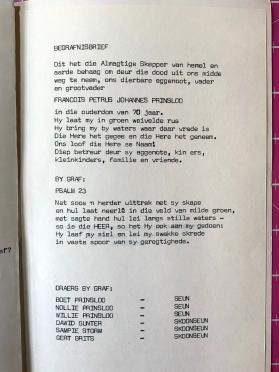 BEGRAFNISBRIEF
Dit het die Almagtige Skepper van hemel en
aarde behaag om deur die dood uit ons midde
weg te neem, ons dierbare eggenoot, vader
en grootvader
FRANCOIS PETRUS JOHANNES PRINSLOO
in die ouderdom van 70 jaar.
Hy laat my in groen weivelde rus
Hy bring my by waters waar daar vrede is
Die Here het gegee en die Here het geneem.
Ons loof die Here se Naam!
Diep betreur deur sy eggenote, kin ers,
kleinkinders, familie en vriende.
BY GRAF:
PSALM 23
Net soos n herder uittrek met sy skape
en hul laat neerlê in die veld van milde groen,
met sagte hand hul lei langs stille waters -
so is die HEER, so het Hy ook aan my gedoen:
Hy laaf my siel en lei my swakke skrede
in vaste spoor van sy geregtighede.
DRAERS BY GRAF:
BOET PRINSLOO - SEUN
NOLLIE PRINSLOO - SEUN
WILLIE PRINSLOO - SEUN
DAWID GUNTER - SKOONSEUN
SAMPIE STORM - SKOONSEUN
GERT BRITS - SKOONSEUN